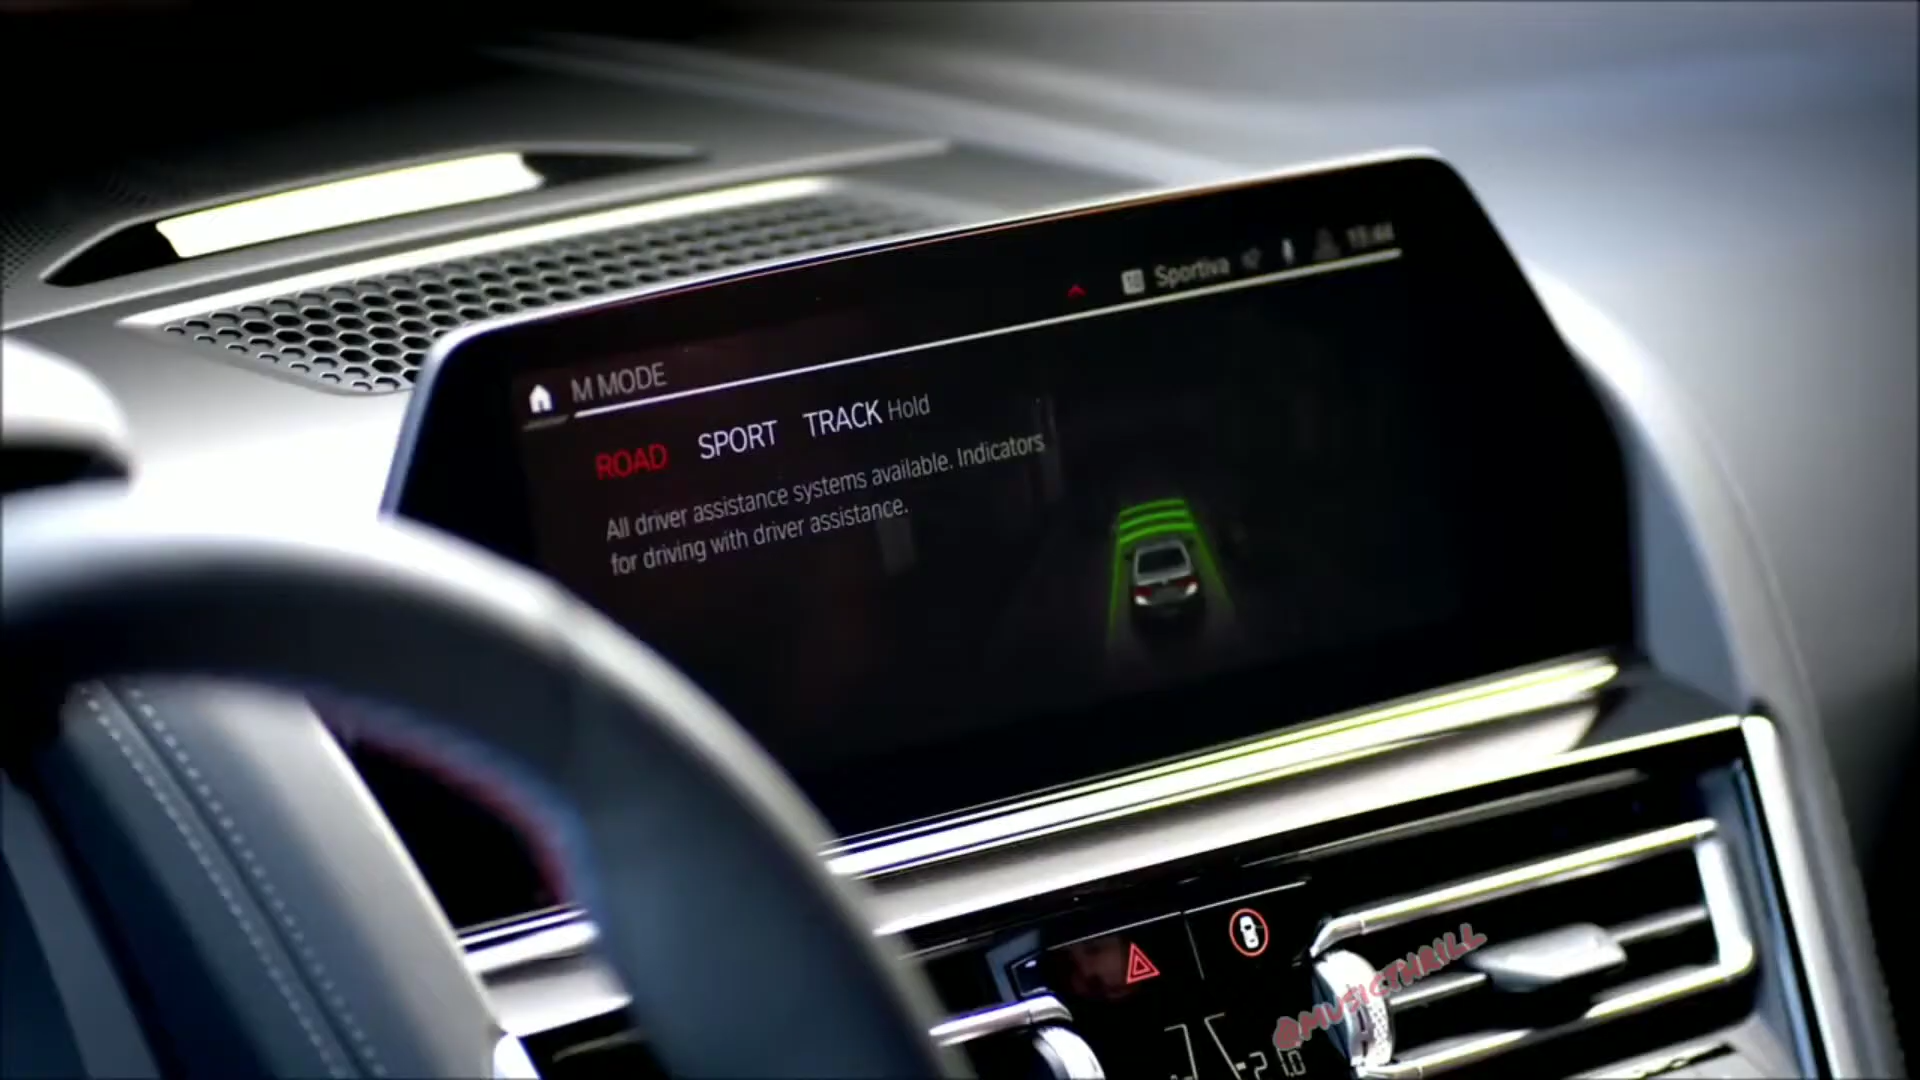 Sportiva
M MODE
ROAD SPORT TRACK Hold
All driver assistance systems available. Indicators
for driving with driver assistance.
@MUSICTHRILL